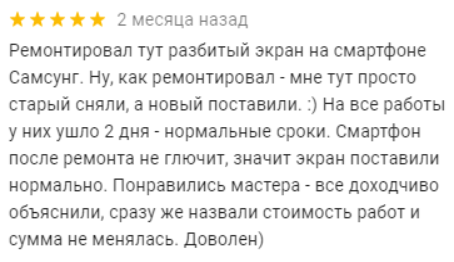 ★★★★★ 2 месяца назад
Ремонтировал тут разбитый экран на смартфоне
Самсунг. Ну, как ремонтировал - мне тут просто
старый сняли, а новый поставили. :) На все работы
у них ушло 2 дня - нормальные сроки. Смартфон
после ремонта не глючит, значит экран поставили
нормально. Понравились мастера - все доходчиво
объяснили, сразу же назвали стоимость работ и
сумма не менялась. Доволен)